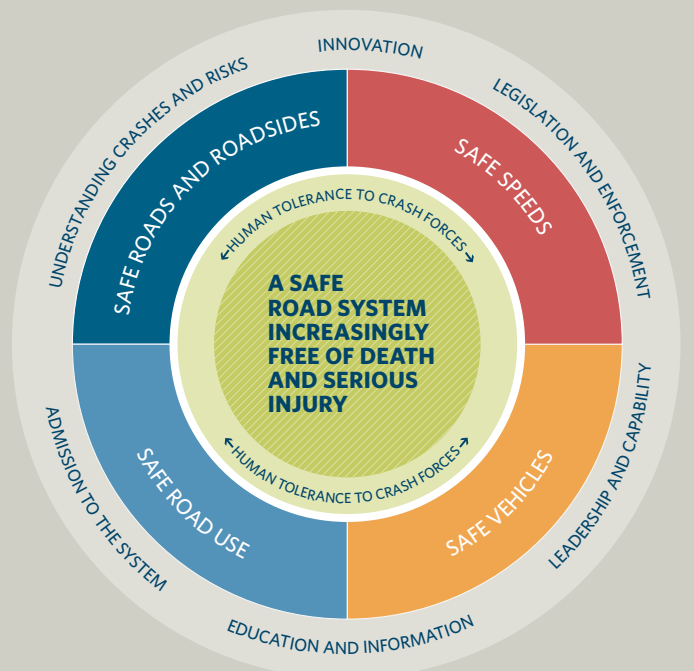 INNOVATION
LEGISLATION AND ENFORCEMENT
LEADERSHIP AND CAPABILITY
EDUCATION AND INFORMATION
ADMISSION TO THE SYSTEM
UNDERSTANDING CRASHES AND RISKS
SAFE ROADS AND ROADSIDES
SAFE SPEEDS
SAFE VEHICLES
SAFE ROAD USE
HUMAN TOLERANCE TO CRASH FORCES
A SAFE
ROAD SYSTEM
INCREASINGLY
FREE OF DEATH
AND SERIOUS
INJURY
HUMAN TOLERANCE TO CRASH FORCES